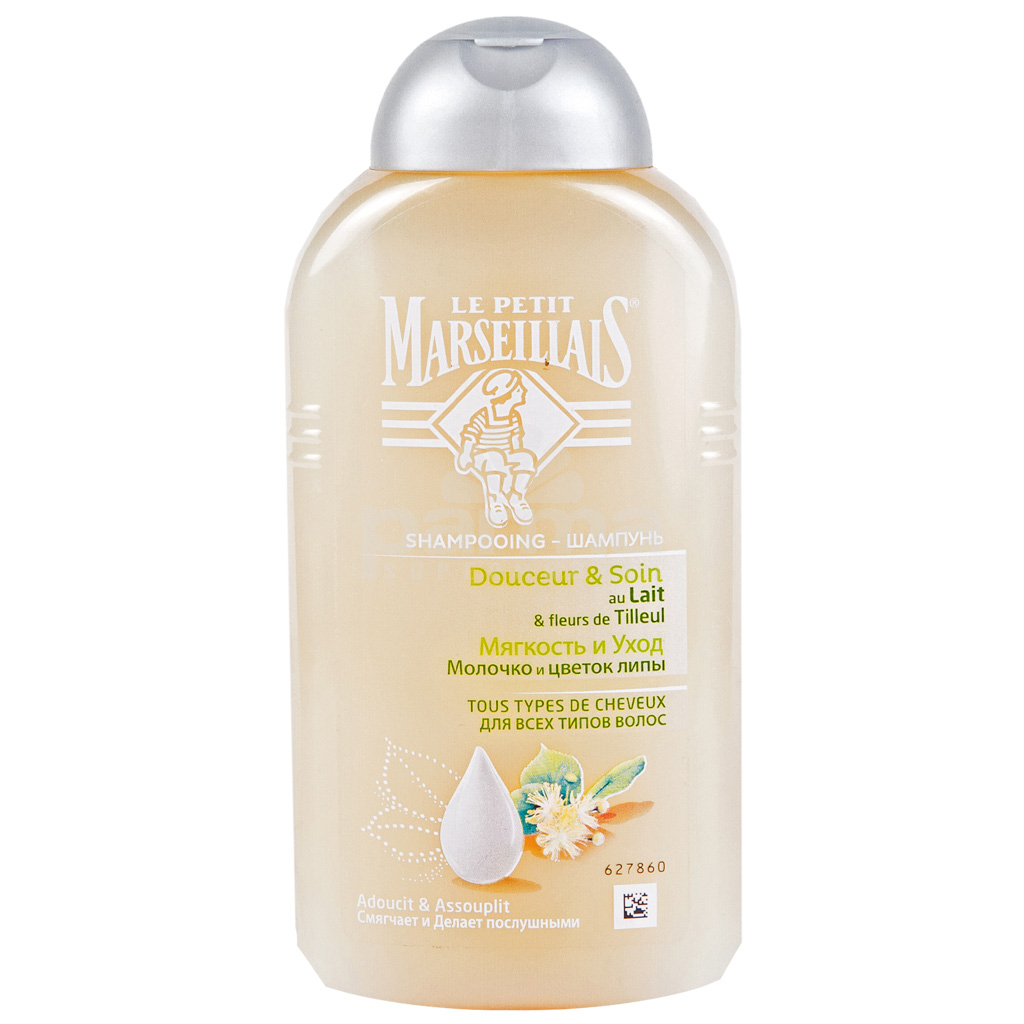 LE PETIT
MARSEILLAIS®
SHAMPOOING – ШАМПУНЬ
Douceur & Soin
au Lait
& fleurs de Tilleul
Мягкость и Уход
Молочко и цветок липы
TOUS TYPES DE CHEVEUX
ДЛЯ ВСЕХ ТИПОВ ВОЛОС
627860
Adoucit & Assouplit
Смягчает и Делает послушными